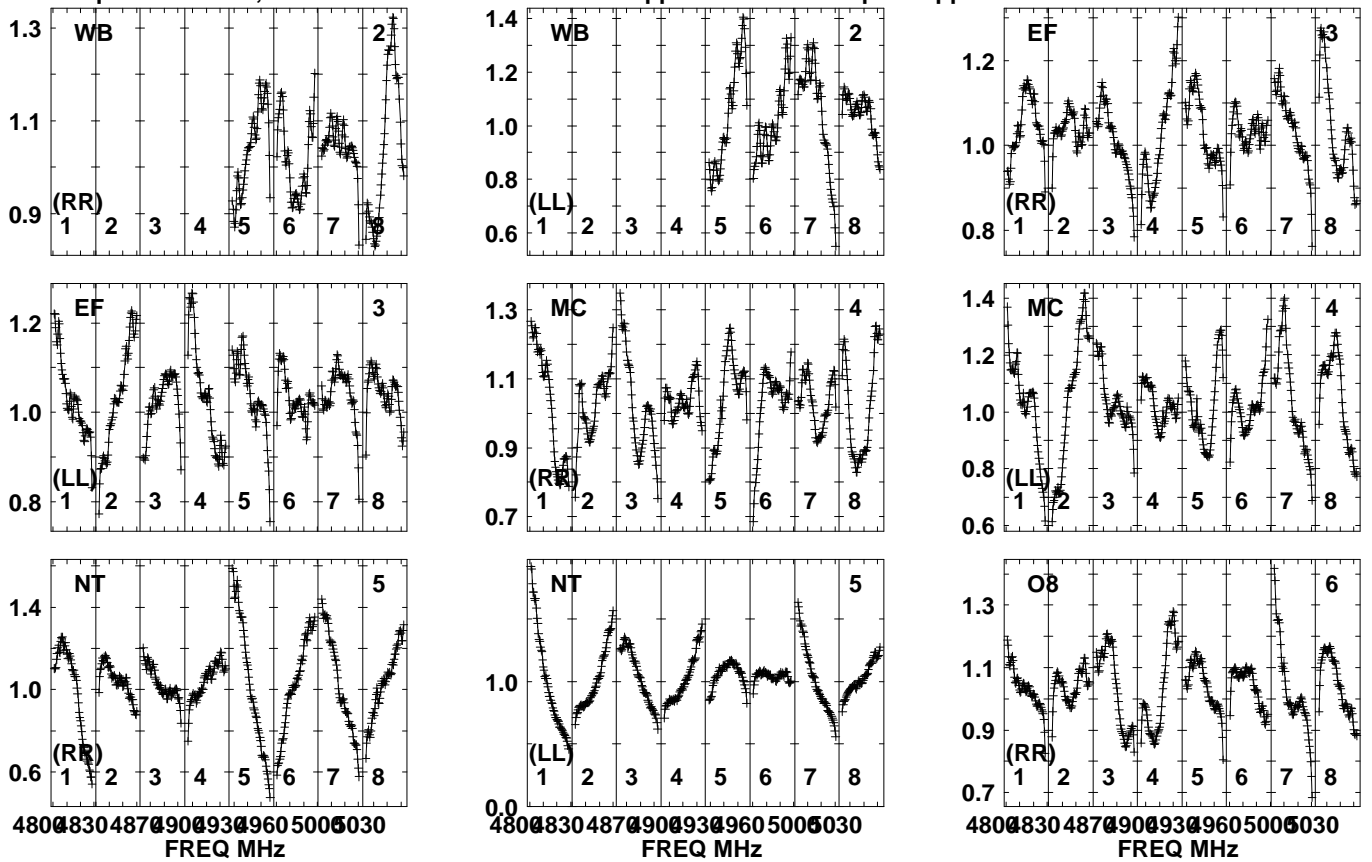 WB 2
1.3
1.1
0.9
(RR)
1 2 3 4 5 6 7 8
WB 2
1.4
1.2
1.0
0.8
0.6
(LL)
1 2 3 4 5 6 7 8
EF 3
1.2
1.0
0.8
(RR)
1 2 3 4 5 6 7 8
EF 3
1.2
1.0
0.8
(LL)
1 2 3 4 5 6 7 8
MC 4
1.3
1.1
0.9
0.7
(RR)
1 2 3 4 5 6 7 8
MC 4
1.4
1.2
1.0
0.8
0.6
(LL)
1 2 3 4 5 6 7 8
NT 5
1.4
1.0
0.6
(RR)
1 2 3 4 5 6 7 8
4800 4830 4870 4900 4930 4960 5000 5030
FREQ MHz
NT 5
1.0
0.0
(LL)
1 2 3 4 5 6 7 8
4800 4830 4870 4900 4930 4960 5000 5030
FREQ MHz
O8 6
1.3
1.1
0.9
0.7
(RR)
1 2 3 4 5 6 7 8
4800 4830 4870 4900 4930 4960 5000 5030
FREQ MHz